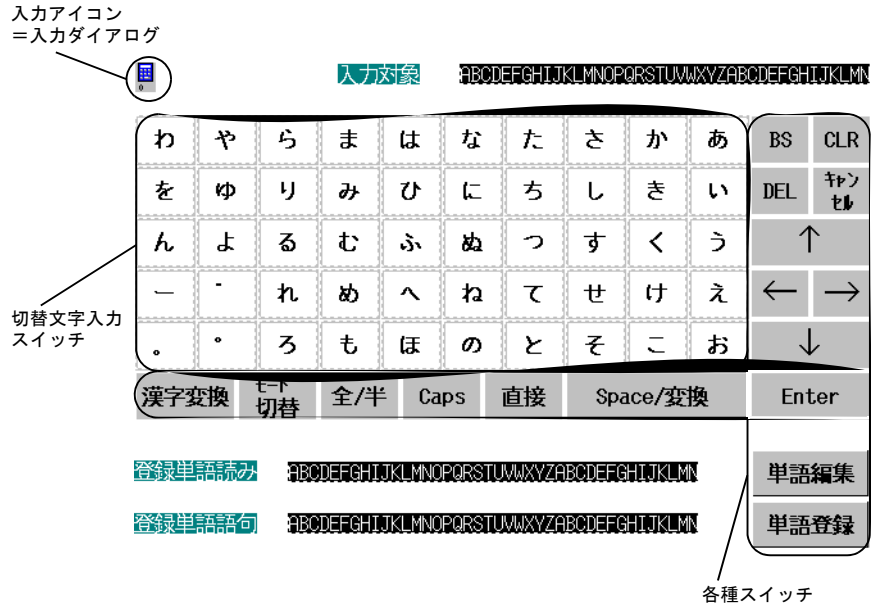 入力アイコン
＝入力ダイアログ
0
入力対象 ABCDEFGHIJKLMNOPQRSTUVWXYZABCDEFGHIJKLMN
わ や ら ま は な た さ か あ BS CLR
を ゆ り み ひ に ち し き い DEL キャンセル
ん よ る む ふ ぬ つ す く う ↑
ー ゛ れ め へ ね て せ け え ← →
。 ゜ ろ も ほ の と そ こ お ↓
切替文字入力
スイッチ
漢字変換 モード切替 全/半 Caps 直接 Space/変換 Enter
登録単語読み ABCDEFGHIJKLMNOPQRSTUVWXYZABCDEFGHIJKLMN 単語編集
登録単語語句 ABCDEFGHIJKLMNOPQRSTUVWXYZABCDEFGHIJKLMN 単語登録
各種スイッチ